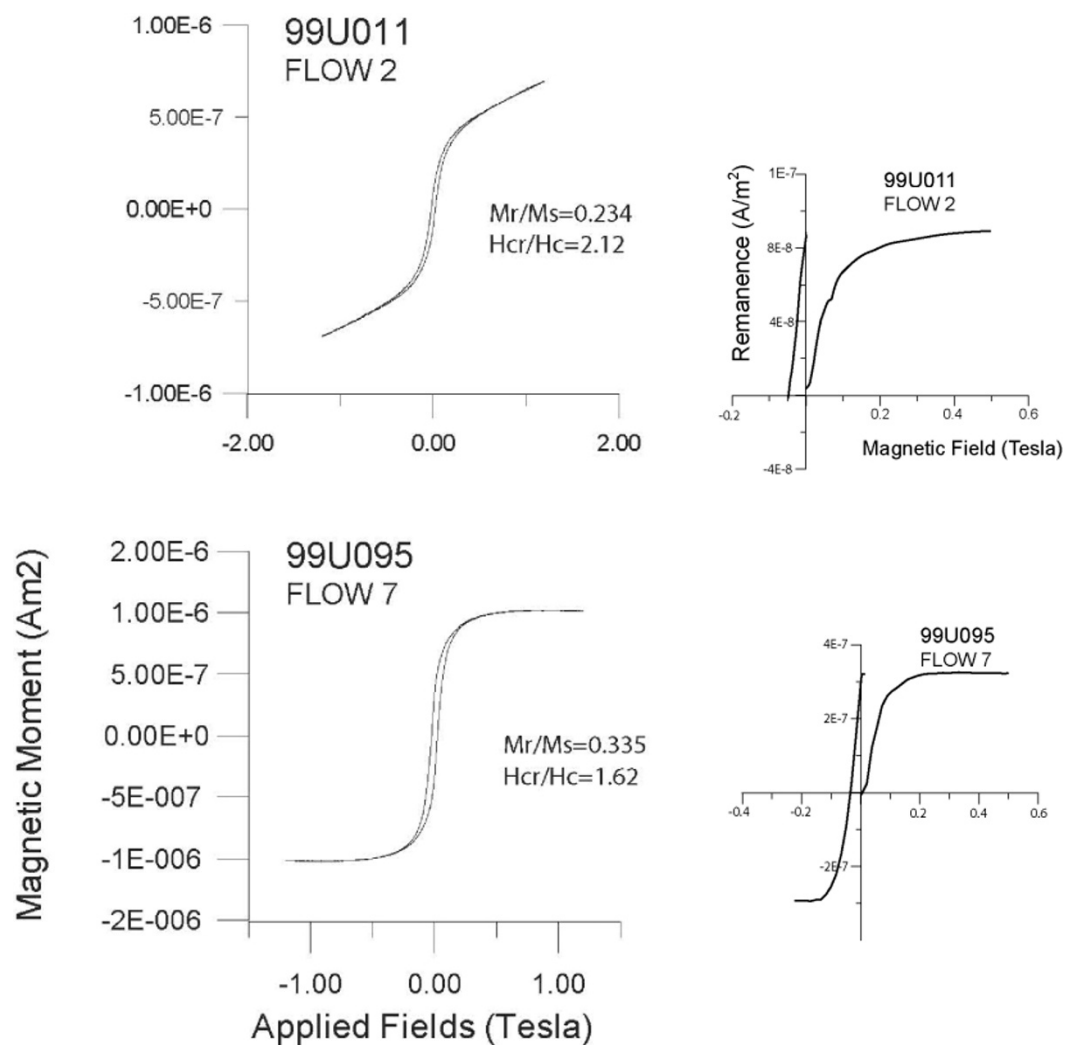 1.00E-6
99U011
FLOW 2
5.00E-7
0.00E+0
Mr/Ms=0.234
Hcr/Hc=2.12
-5.00E-7
-1.00E-6
-2.00
0.00
2.00
Remanence (A/m²)
1E-7
99U011
FLOW 2
8E-8
4E-8
-0.2
0.2
0.4
0.6
Magnetic Field (Tesla)
-4E-8
Magnetic Moment (Am2)
2.00E-6
99U095
FLOW 7
1.00E-6
5.00E-7
0.00E+0
Mr/Ms=0.335
Hcr/Hc=1.62
-5E-007
-1E-006
-2E-006
-1.00
0.00
1.00
Applied Fields (Tesla)
4E-7
99U095
FLOW 7
2E-7
-0.4
-0.2
0.2
0.4
0.6
-2E-7